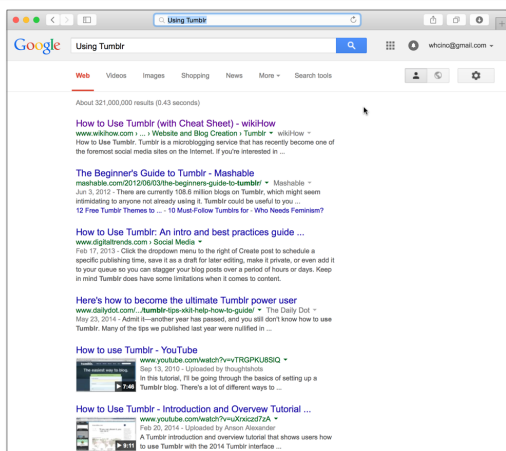 Using Tumblr
Google Using Tumblr whcino@gmail.com
Web Videos Images Shopping News More Search tools
About 321,000,000 results (0.43 seconds)
How to Use Tumblr (with Cheat Sheet) - wikiHow
www.wikihow.com › ... › Website and Blog Creation › Tumblr ▾ wikiHow ▾
How to Use Tumblr. Tumblr is a microblogging service that has recently become one of
the foremost social media sites on the Internet. If you're interested in ...
The Beginner's Guide to Tumblr - Mashable
mashable.com/2012/06/03/the-beginners-guide-to-tumblr/ ▾ Mashable ▾
Jun 3, 2012 - There are currently 108.6 million blogs on Tumblr, which might seem
intimidating to anyone not already using it. Tumblr could be useful to you ...
12 Free Tumblr Themes to ... - 10 Must-Follow Tumblrs for - Who Needs Feminism?
How to Use Tumblr: An intro and best practices guide ...
www.digitaltrends.com › Social Media ▾
Feb 17, 2013 - Click the dropdown menu to the right of Create post to schedule a
specific publishing time, save it as a draft for later editing, make it private, or even add it
to your queue so you can stagger your blog posts over a period of hours or days. Keep
in mind Tumblr does have some limitations when it comes to content.
Here's how to become the ultimate Tumblr power user
www.dailydot.com/.../tumblr-tips-xkit-help-how-to-guide/ ▾ The Daily Dot ▾
May 23, 2014 - Admit it—another year has passed, and you still don't know how to use
Tumblr. Many of the tips we published last year were nullified in ...
How to use Tumblr - YouTube
www.youtube.com/watch?v=vTRGPKU8SIQ ▾
Sep 13, 2010 - Uploaded by thoughtshots
In this tutorial, I'll be going through the basics of setting up a
Tumblr blog. There's a lot of different ways to ...
The easiest way to blog.
7:46
How to Use Tumblr - Introduction and Overvew Tutorial ...
www.youtube.com/watch?v=uXrxiczd7zA ▾
Feb 20, 2014 - Uploaded by Anson Alexander
A Tumblr introduction and overview tutorial that shows users how
to use Tumblr with the 2014 Tumblr interface ...
9:11